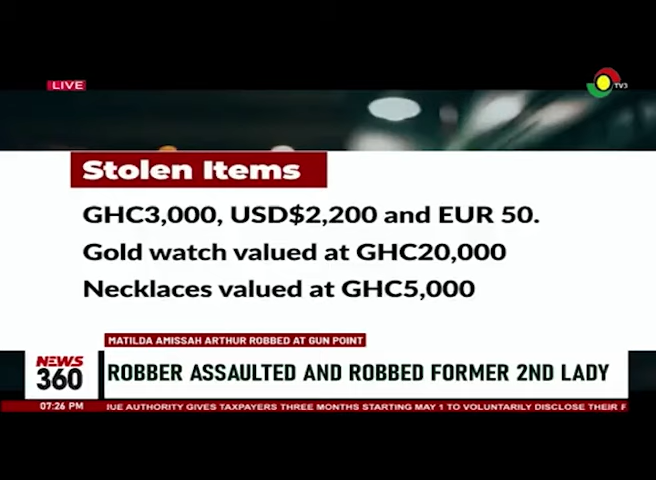 LIVE
TV3
Stolen Items
GHC3,000, USD$2,200 and EUR 50.
Gold watch valued at GHC20,000
Necklaces valued at GHC5,000
MATILDA AMISSAH ARTHUR ROBBED AT GUN POINT
NEWS
360
ROBBER ASSAULTED AND ROBBED FORMER 2ND LADY
07:26 PM
UE AUTHORITY GIVES TAXPAYERS THREE MONTHS STARTING MAY 1 TO VOLUNTARILY DISCLOSE THEIR F